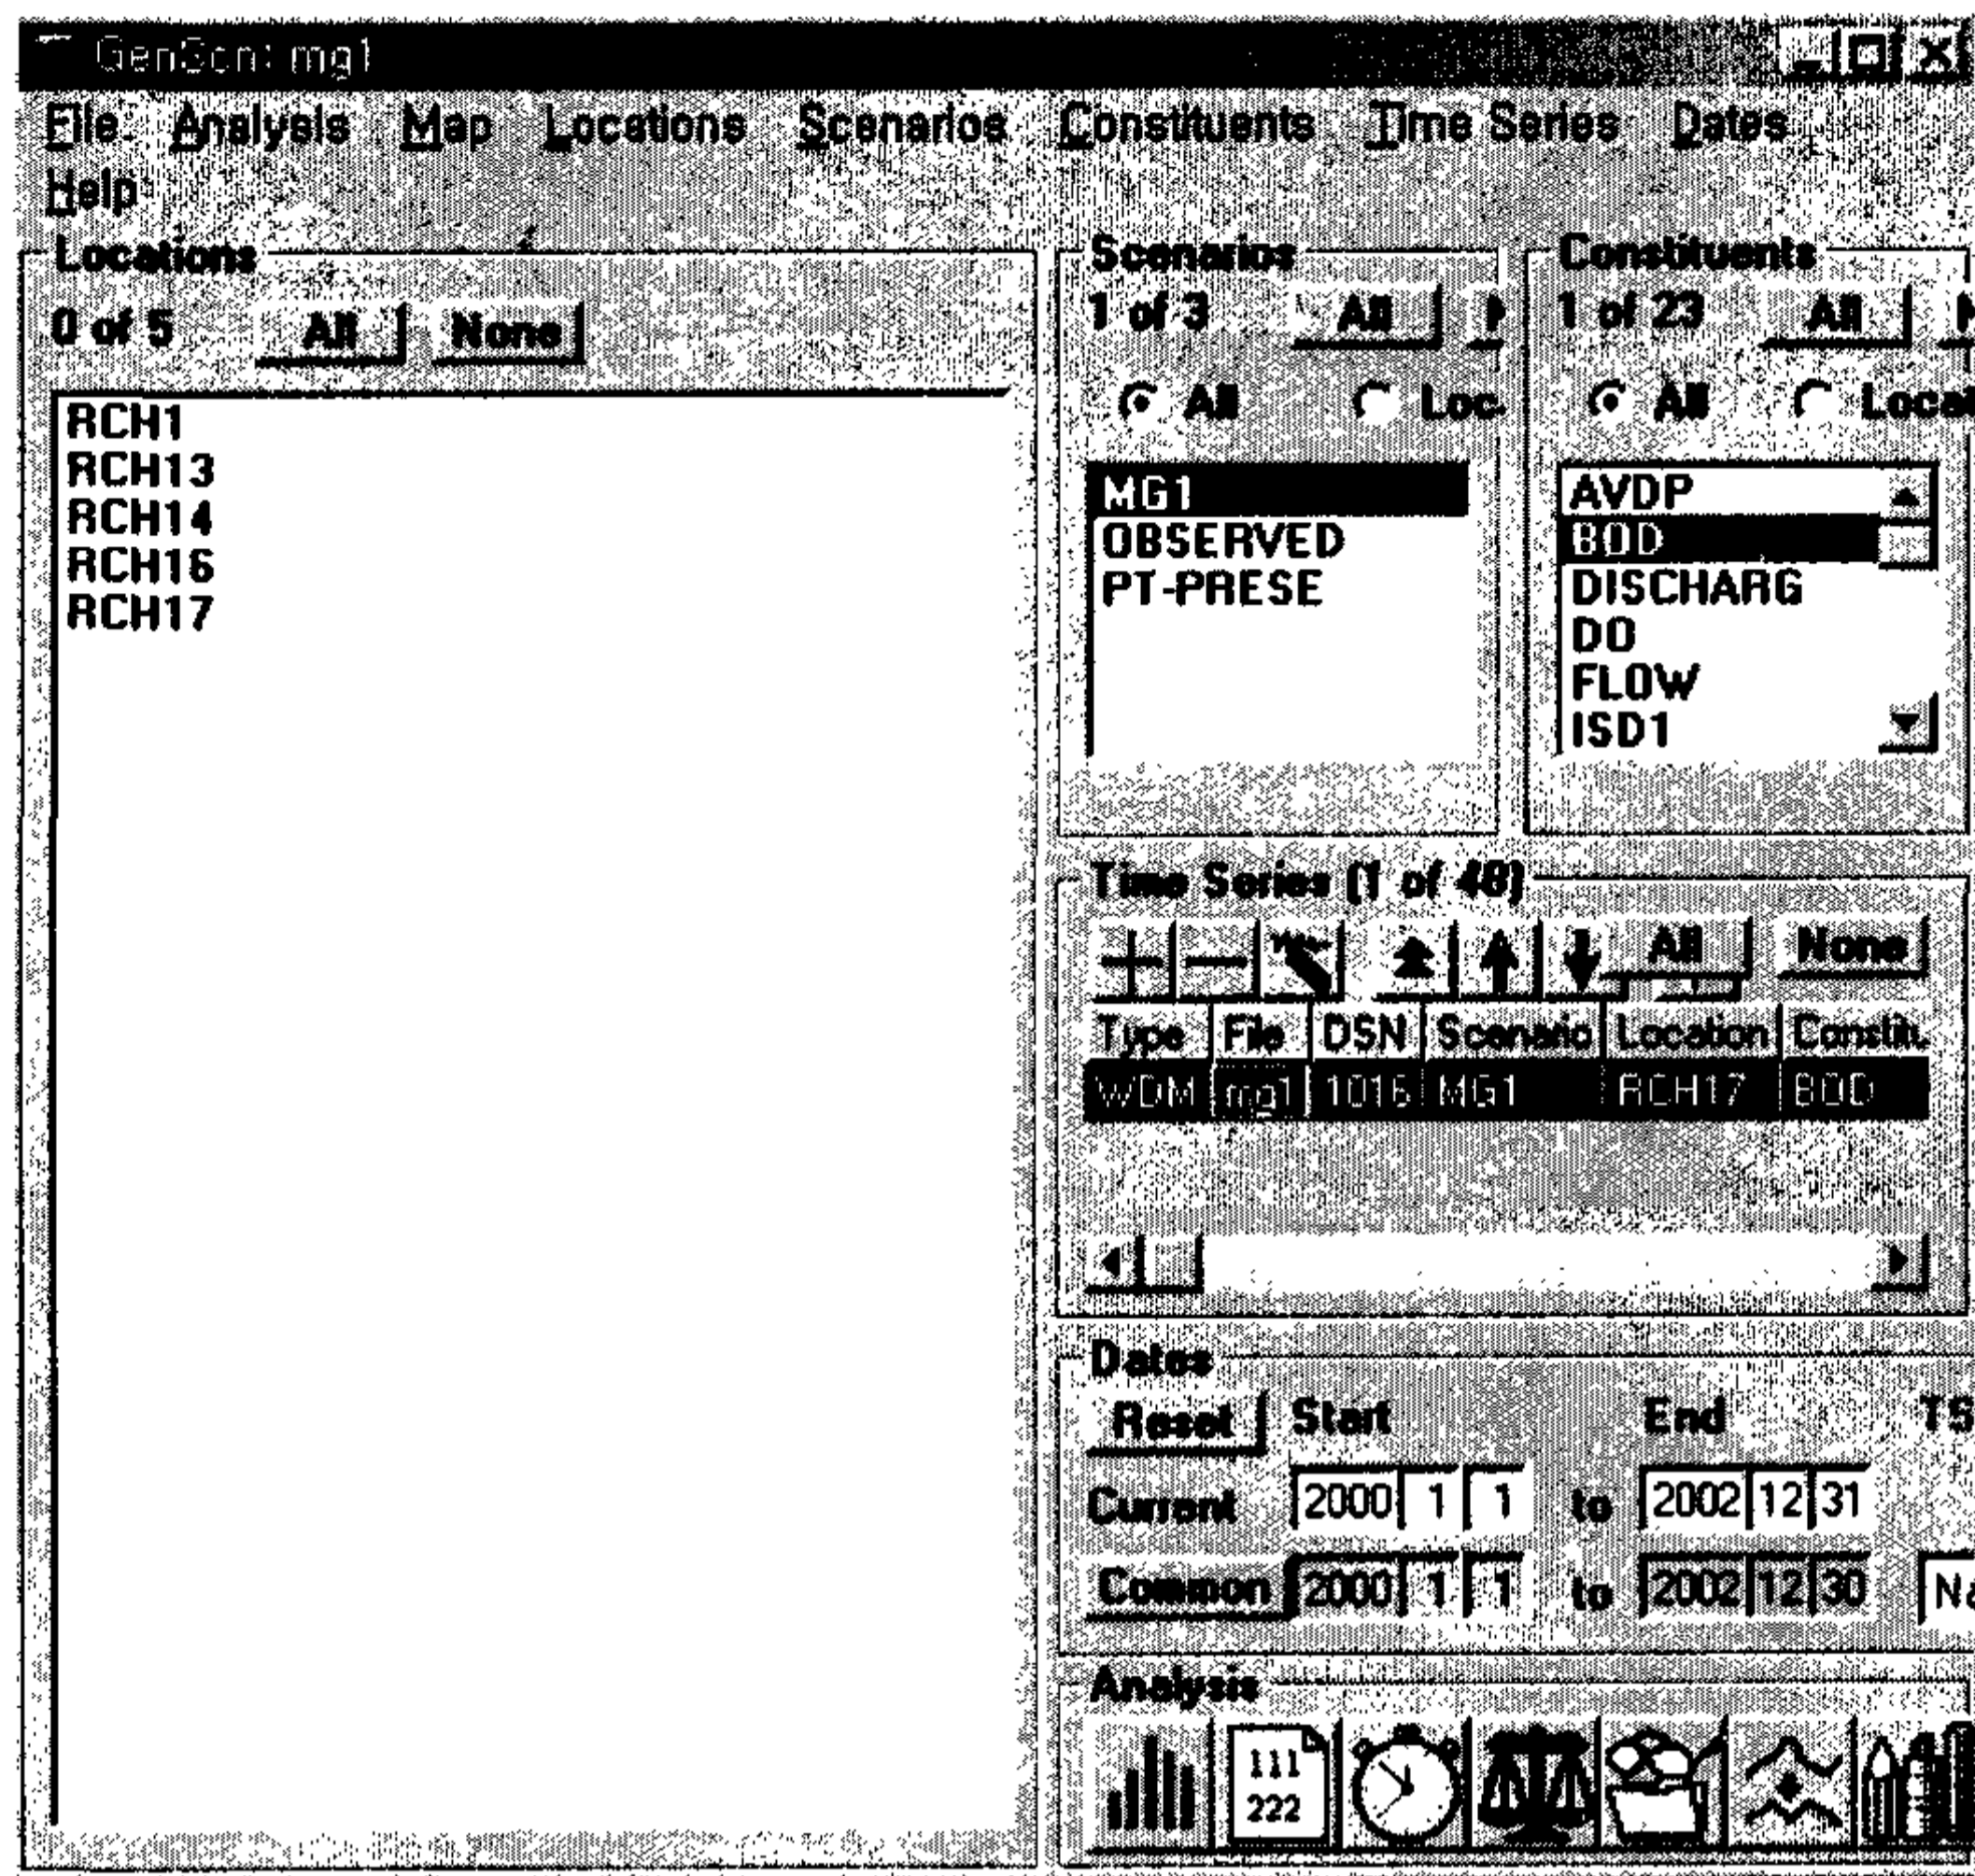 GenScn: mg1
File Analysis Map Locations Scenarios Constituents Time Series Dates
Help
Locations
0 of 5 All None
RCH1
RCH13
RCH14
RCH16
RCH17
Scenarios
1 of 3 All
All Loc.
MG1
OBSERVED
PT-PRESE
Constituents
1 of 23 All
All Locat
AVDP
BOD
DISCHARG
DO
FLOW
ISD1
Time Series (1 of 48)
All None
Type File DSN Scenario Location Constitu.
WDM mg1 1016 MG1 RCH17 BOD
Dates
Reset Start End TS
Current 2000 1 1 to 2002 12 31
Common 2000 1 1 to 2002 12 30 Na
Analysis
111
222